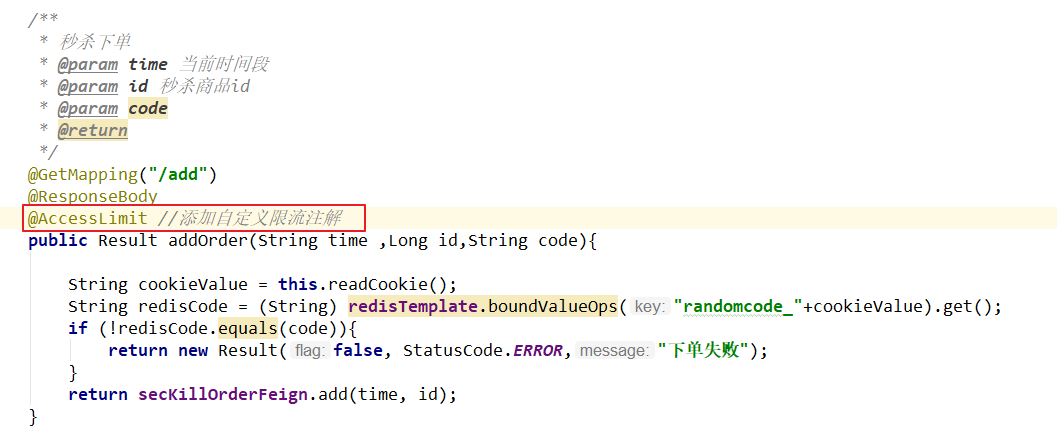 /**
 * 秒杀下单
 * @param time 当前时间段
 * @param id 秒杀商品id
 * @param code
 * @return
 */
@GetMapping("/add")
@ResponseBody
@AccessLimit //添加自定义限流注解
public Result addOrder(String time ,Long id,String code){
    String cookieValue = this.readCookie();
    String redisCode = (String) redisTemplate.boundValueOps( key: "randomcode_"+cookieValue).get();
    if (!redisCode.equals(code)){
        return new Result( flag: false, StatusCode.ERROR, message: "下单失败");
    }
    return secKillOrderFeign.add(time, id);
}